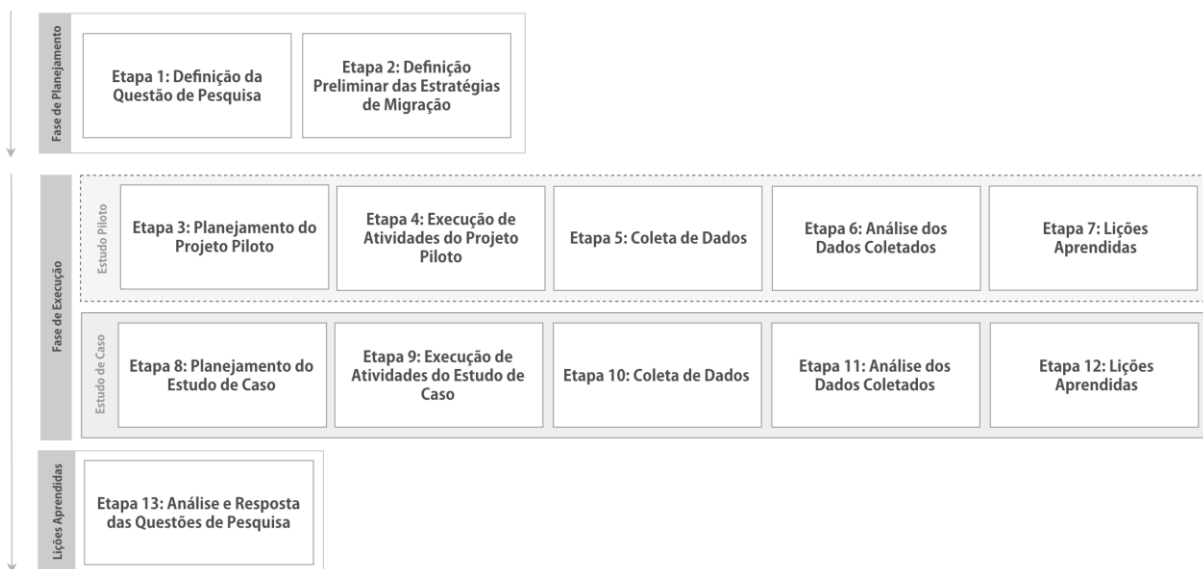 Fase de Planejamento
Etapa 1: Definição da
Questão de Pesquisa
Etapa 2: Definição
Preliminar das Estratégias
de Migração
Fase de Execução
Estudo Piloto
Etapa 3: Planejamento do
Projeto Piloto
Etapa 4: Execução de
Atividades do Projeto
Piloto
Etapa 5: Coleta de Dados
Etapa 6: Análise dos
Dados Coletados
Etapa 7: Lições
Aprendidas
Estudo de Caso
Etapa 8: Planejamento do
Estudo de Caso
Etapa 9: Execução de
Atividades do Estudo de
Caso
Etapa 10: Coleta de Dados
Etapa 11: Análise dos
Dados Coletados
Etapa 12: Lições
Aprendidas
Lições Aprendidas
Etapa 13: Análise e Resposta
das Questões de Pesquisa